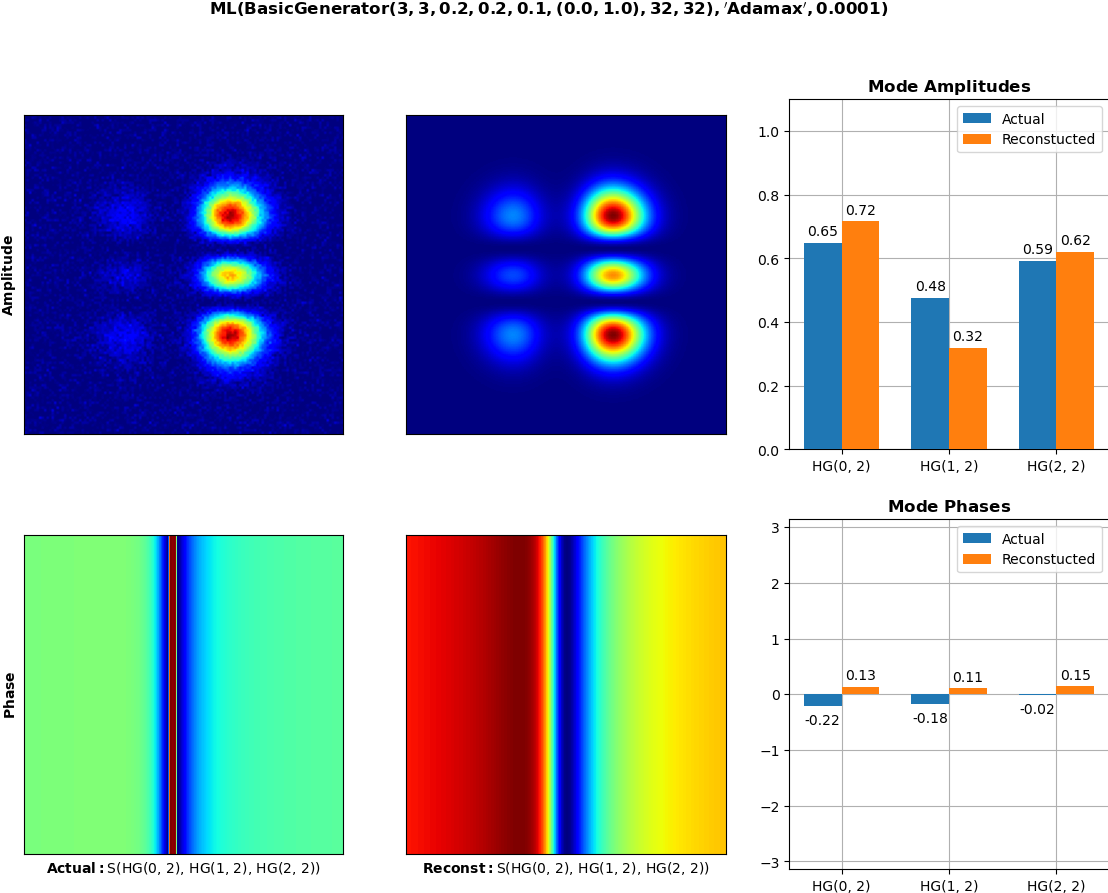 ML(BasicGenerator(3, 3, 0.2, 0.2, 0.1, (0.0, 1.0), 32, 32), ′Adamax′, 0.0001)
Amplitude
Mode Amplitudes
Actual
Reconstucted
1.0
0.8
0.6
0.4
0.2
0.0
0.65
0.72
0.48
0.32
0.59
0.62
HG(0, 2)
HG(1, 2)
HG(2, 2)
Phase
Actual: S(HG(0, 2), HG(1, 2), HG(2, 2))
Reconst: S(HG(0, 2), HG(1, 2), HG(2, 2))
Mode Phases
Actual
Reconstucted
3
2
1
0
−1
−2
−3
-0.22
0.13
-0.18
0.11
-0.02
0.15
HG(0, 2)
HG(1, 2)
HG(2, 2)